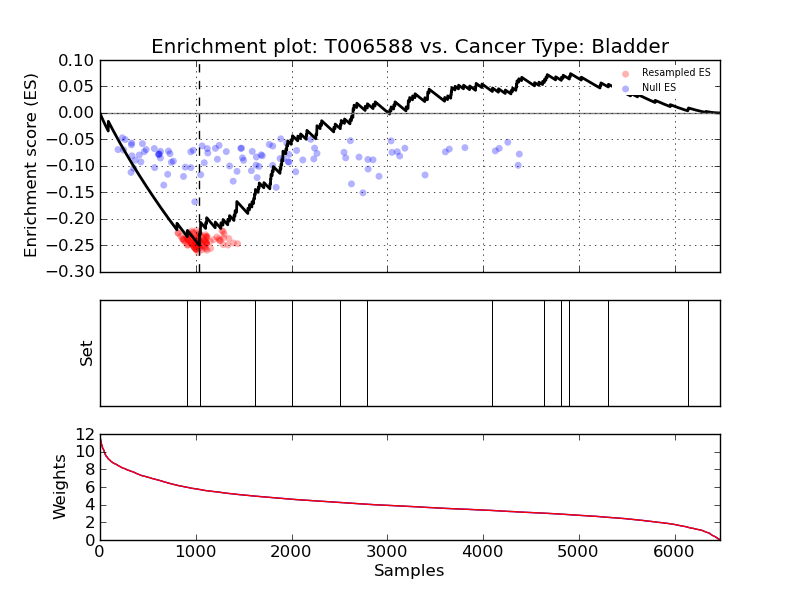 Enrichment plot: T006588 vs. Cancer Type: Bladder
Enrichment score (ES)
0.10
0.05
0.00
−0.05
−0.10
−0.15
−0.20
−0.25
−0.30
Resampled ES
Null ES
Set
Weights
12
10
8
6
4
2
0
0 1000 2000 3000 4000 5000 6000
Samples